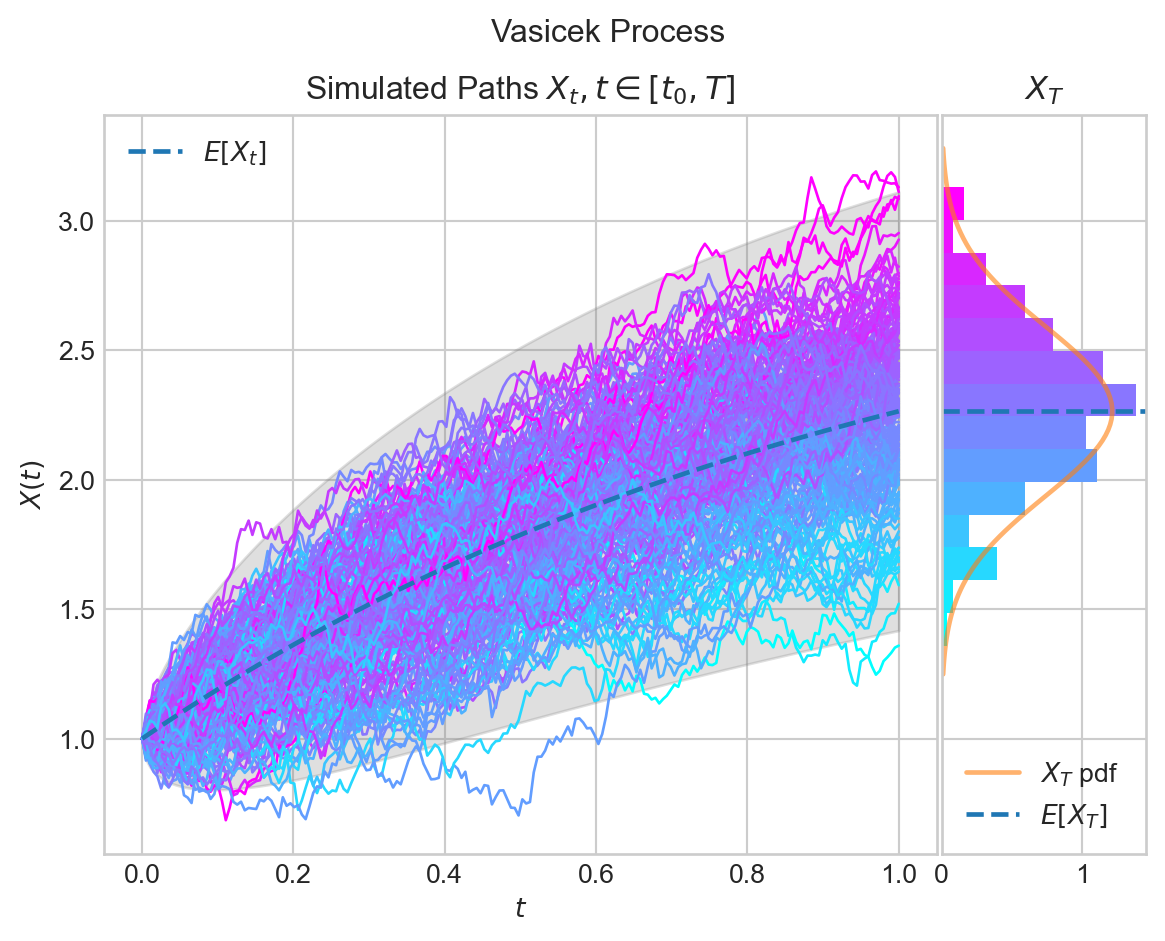 Vasicek Process
Simulated Paths $X_t, t \in [t_0, T]$
$X_T$
$E[X_t]$
X(t)
3.0
2.5
2.0
1.5
1.0
0.0 0.2 0.4 0.6 0.8 1.0
t
$X_T$ pdf
$E[X_T]$
0 1